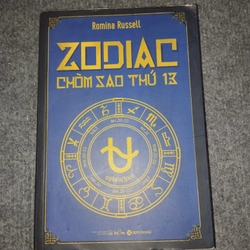 Romina Russell
ZODIAC
CHÒM SAO THỨ 13